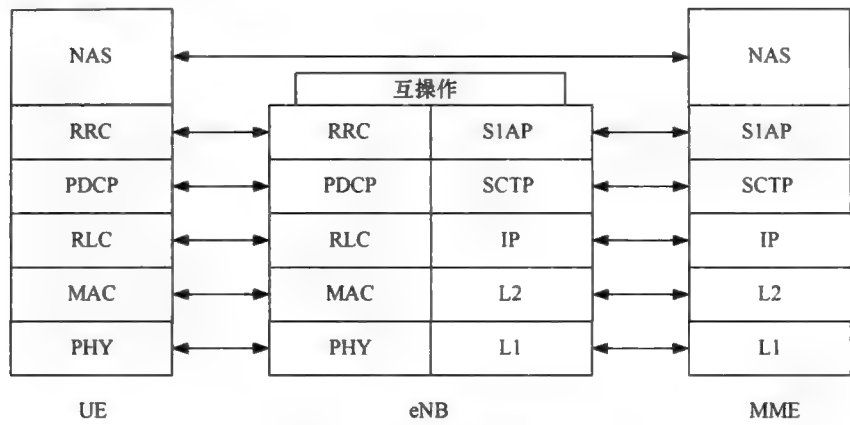 NAS NAS
互操作
RRC RRC S1AP S1AP
PDCP PDCP SCTP SCTP
RLC RLC IP IP
MAC MAC L2 L2
PHY PHY L1 L1
UE eNB MME